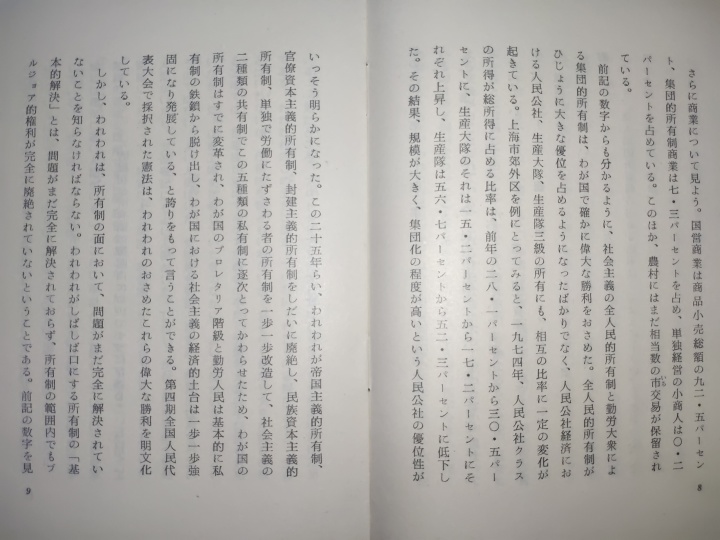 さらに商業について見よう。国営商業は商品小売総額の九二・五パーセン
ト、集団的所有制商業は七・三パーセントを占め、単独経営の小商人は〇・二
パーセントを占めている。このほか、農村にはまだ相当数の市交易が保留され
ている。
前記の数字からも分かるように、社会主義の全人民的所有制と勤労大衆によ
る集団的所有制は、わが国で確かに偉大な勝利をおさめた。全人民的所有制が
ひじょうに大きな優位を占めるようになったばかりでなく、人民公社経済にお
ける人民公社、生産大隊、生産隊三級の所有にも、相互の比率に一定の変化が
起きている。上海市郊外区を例にとってみると、一九七四年、人民公社クラス
の所得が総所得に占める比率は、前年の二八・一パーセントから三〇・五パー
セントに、生産大隊のそれは一五・二パーセントから一七・二パーセントにそ
れぞれ上昇し、生産隊は五六・七パーセントから五二・三パーセントに低下し
た。その結果、規模が大きく、集団化の程度が高いという人民公社の優位性が
8
いっそう明らかになった。この二十五年らい、われわれが帝国主義的所有制、
官僚資本主義的所有制、封建主義的所有制をしだいに廃絶し、民族資本主義的
所有制、単独で労働にたずさわる者の所有制を一歩一歩改造して、社会主義の
二種類の共有制でこの五種類の私有制に逐次とってかわらせたため、わが国の
所有制はすでに変革され、わが国のプロレタリア階級と勤労人民は基本的に私
有制の鉄鎖から脱け出し、わが国における社会主義の経済的土台は一歩一歩強
固になり発展している、と誇りをもって言うことができる。第四期全国人民代
表大会で採択された憲法は、われわれのおさめたこれらの偉大な勝利を明文化
している。
しかし、われわれは、所有制の面において、問題がまだ完全に解決されてい
ないことを知らなければならない。われわれがしばしば口にする所有制の「基
本的解決」とは、問題がまだ完全に解決されておらず、所有制の範囲内でもブ
ルジョア的権利が完全に廃絶されていないということである。前記の数字を見
9